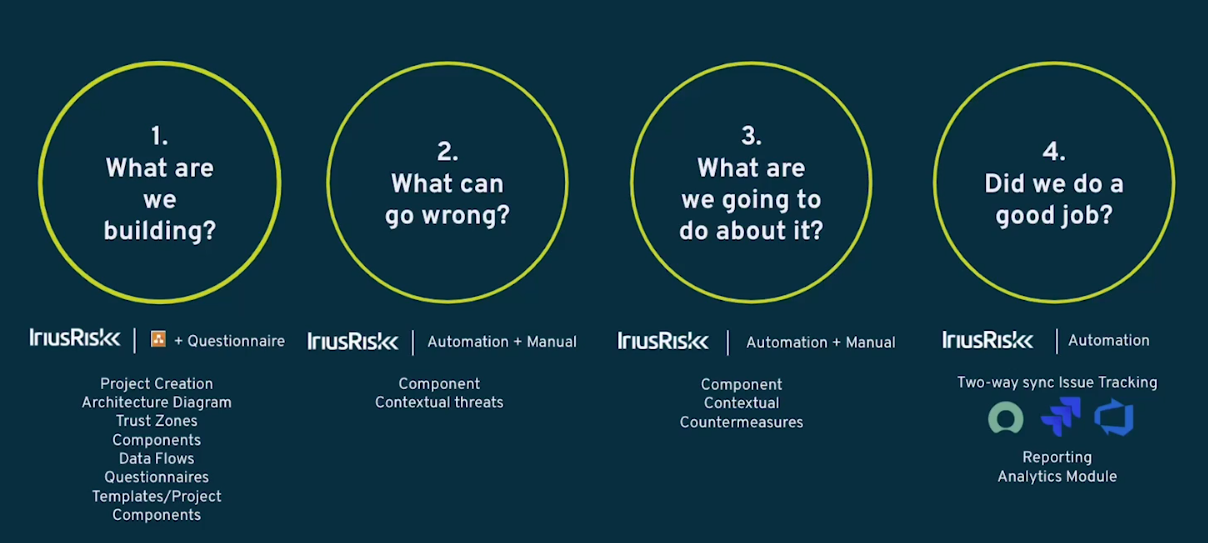 1.
What are
we
building?
IriusRisk
+ Questionnaire
Project Creation
Architecture Diagram
Trust Zones
Components
Data Flows
Questionnaires
Templates/Project
Components
2.
What can
go wrong?
IriusRisk
Automation + Manual
Component
Contextual threats
3.
What are
we going to
do about it?
IriusRisk
Automation + Manual
Component
Contextual
Countermeasures
4.
Did we do a
good job?
IriusRisk
Automation
Two-way sync Issue Tracking
Reporting
Analytics Module